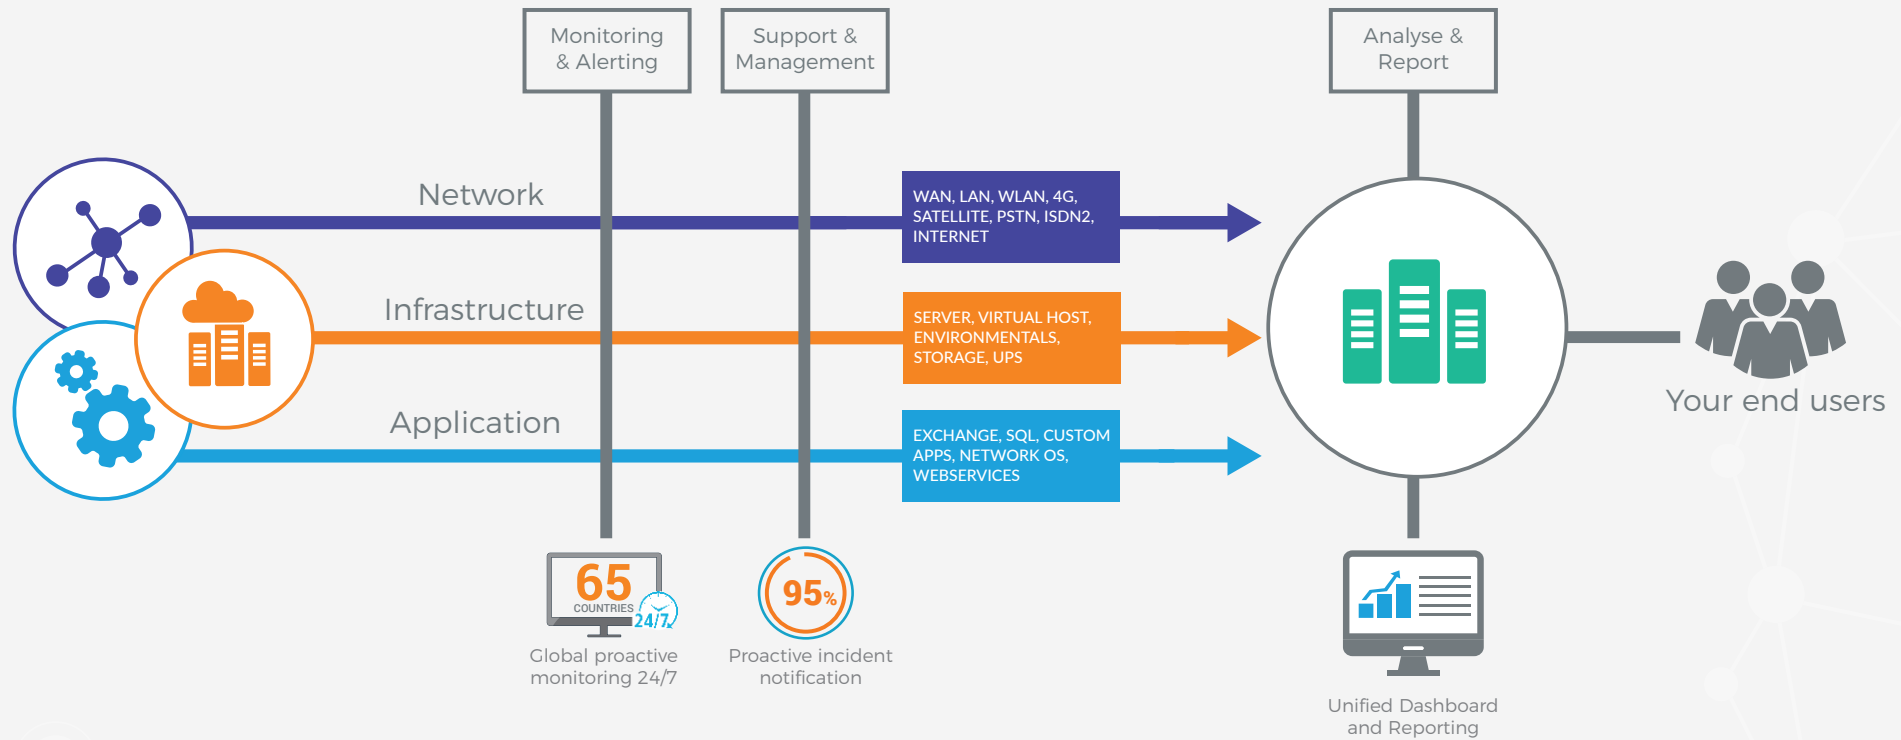 Monitoring
& Alerting
Support &
Management
Analyse &
Report
Network
WAN, LAN, WLAN, 4G,
SATELLITE, PSTN, ISDN2,
INTERNET
Infrastructure
SERVER, VIRTUAL HOST,
ENVIRONMENTALS,
STORAGE, UPS
Application
EXCHANGE, SQL, CUSTOM
APPS, NETWORK OS,
WEBSERVICES
Your end users
65
COUNTRIES
24/7
Global proactive
monitoring 24/7
95%
Proactive incident
notification
Unified Dashboard
and Reporting